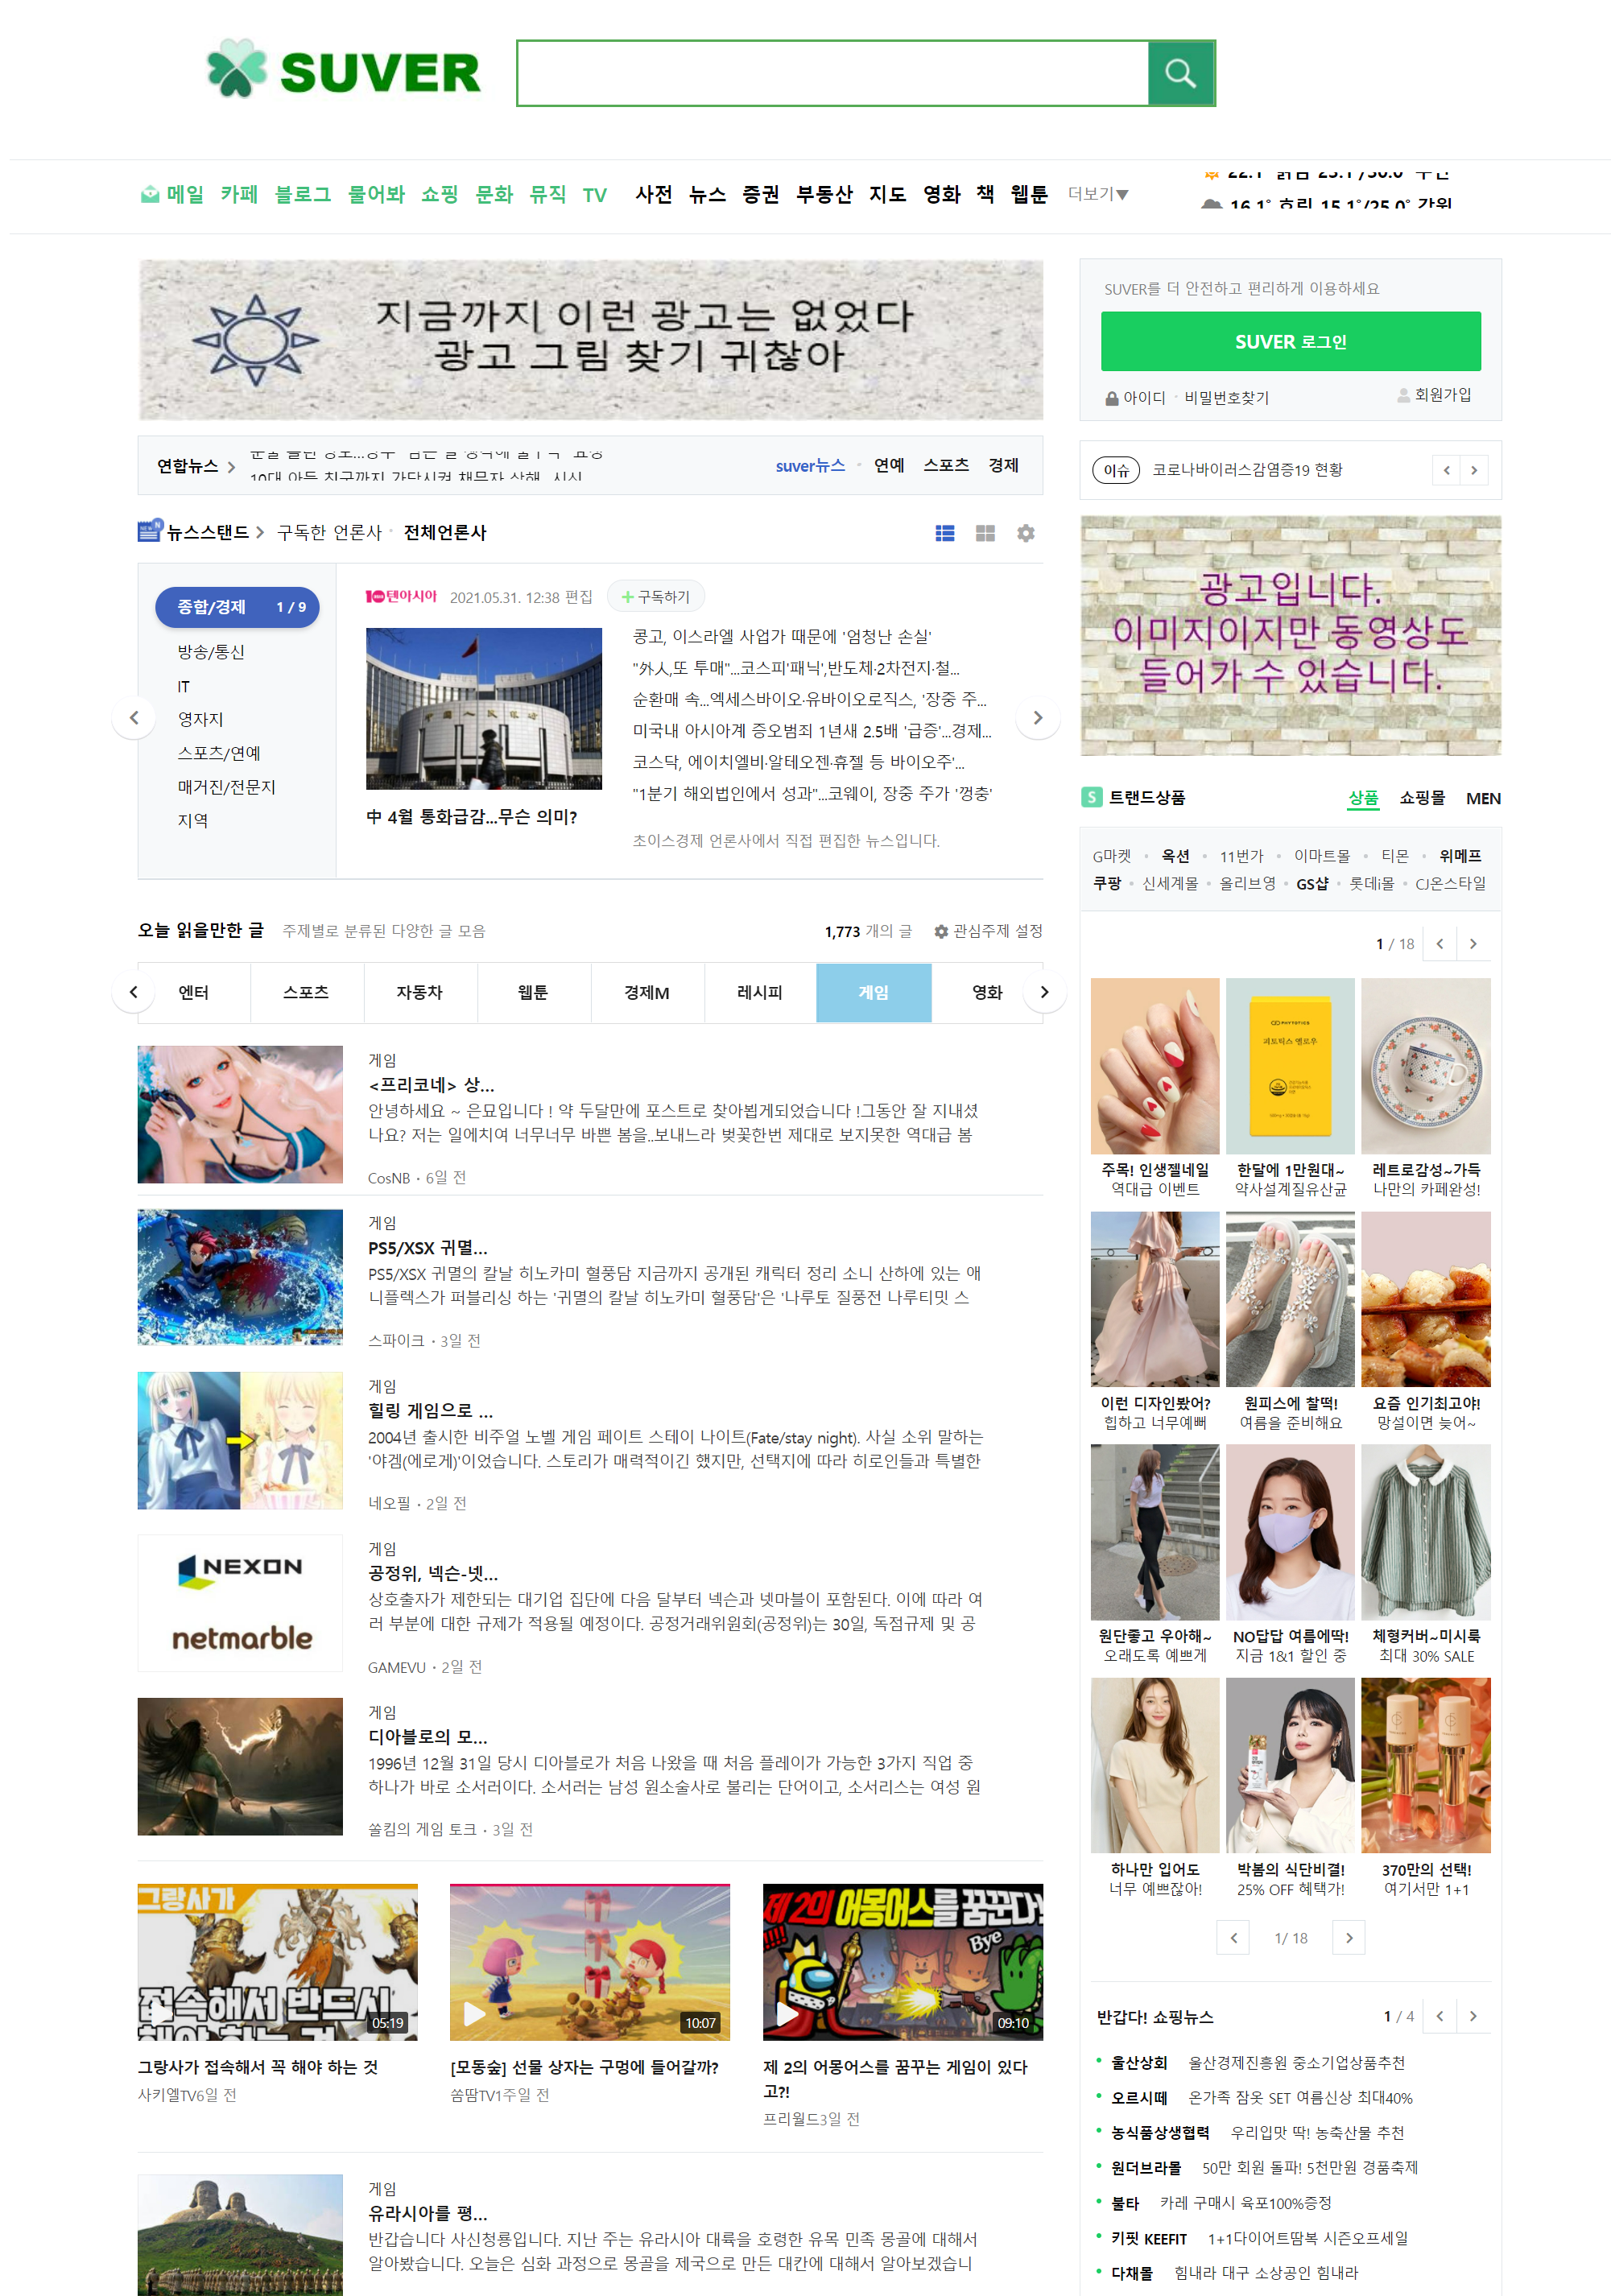 SUVER
메일 카페 블로그 물어봐 쇼핑 문화 뮤직 TV 사전 뉴스 증권 부동산 지도 영화 책 웹툰 더보기▼
16.1° 흐림 15.1°/25.0° 강원
지금까지 이런 광고는 없었다
광고 그림 찾기 귀찮아
SUVER를 더 안전하고 편리하게 이용하세요
SUVER 로그인
아이디 · 비밀번호찾기 회원가입
연합뉴스 > suver뉴스 · 연예 스포츠 경제
이슈 코로나바이러스감염증19 현황
뉴스스탠드 > 구독한 언론사 · 전체언론사
광고입니다.
이미지이지만 동영상도
들어가 수 있습니다.
종합/경제 1 / 9
방송/통신
IT
영자지
스포츠/연예
매거진/전문지
지역
텐아시아 2021.05.31. 12:38 편집 +구독하기
中 4월 통화급감...무슨 의미?
콩고, 이스라엘 사업가 때문에 '엄청난 손실'
"외人,또 투매"...코스피'패닉',반도체·2차전지·철...
순환매 속...엑세스바이오·유바이오로직스, '장중 주...
미국내 아시아계 증오범죄 1년새 2.5배 '급증'...경제...
코스닥, 에이치엘비·알테오젠·휴젤 등 바이오주'...
"1분기 해외법인에서 성과"...코웨이, 장중 주가 '껑충'
초이스경제 언론사에서 직접 편집한 뉴스입니다.
S 트랜드상품 상품 쇼핑몰 MEN
G마켓 · 옥션 · 11번가 · 이마트몰 · 티몬 · 위메프
쿠팡 · 신세계몰 · 올리브영 · GS샵 · 롯데i몰 · CJ온스타일
1 / 18
오늘 읽을만한 글 주제별로 분류된 다양한 글 모음 1,773 개의 글 관심주제 설정
엔터 스포츠 자동차 웹툰 경제M 레시피 게임 영화
게임
<프리코네> 상...
안녕하세요 ~ 은묘입니다 ! 약 두달만에 포스트로 찾아뵙게되었습니다 !그동안 잘 지내셨
나요? 저는 일에치여 너무너무 바쁜 봄을..보내느라 벚꽃한번 제대로 보지못한 역대급 봄
CosNB · 6일 전
게임
PS5/XSX 귀멸...
PS5/XSX 귀멸의 칼날 히노카미 혈풍담 지금까지 공개된 캐릭터 정리 소니 산하에 있는 애
니플렉스가 퍼블리싱 하는 '귀멸의 칼날 히노카미 혈풍담'은 '나루토 질풍전 나루티밋 스
스파이크 · 3일 전
게임
힐링 게임으로 ...
2004년 출시한 비주얼 노벨 게임 페이트 스테이 나이트(Fate/stay night). 사실 소위 말하는
'야겜(에로게)'이었습니다. 스토리가 매력적이긴 했지만, 선택지에 따라 히로인들과 특별한
네오필 · 2일 전
NEXON
netmarble
게임
공정위, 넥슨-넷...
상호출자가 제한되는 대기업 집단에 다음 달부터 넥슨과 넷마블이 포함된다. 이에 따라 여
러 부분에 대한 규제가 적용될 예정이다. 공정거래위원회(공정위)는 30일, 독점규제 및 공
GAMEVU · 2일 전
게임
디아블로의 모...
1996년 12월 31일 당시 디아블로가 처음 나왔을 때 처음 플레이가 가능한 3가지 직업 중
하나가 바로 소서러이다. 소서러는 남성 원소술사로 불리는 단어이고, 소서리스는 여성 원
쏠킴의 게임 토크 · 3일 전
PHYTOTICS
피토틱스 옐로우
주목! 인생젤네일
역대급 이벤트
한달에 1만원대~
약사설계질유산균
레트로감성~가득
나만의 카페완성!
이런 디자인봤어?
힙하고 너무예뻐
원피스에 찰떡!
여름을 준비해요
요즘 인기최고야!
망설이면 늦어~
원단좋고 우아해~
오래도록 예쁘게
NO답답 여름에딱!
지금 1&1 할인 중
체형커버~미시룩
최대 30% SALE
하나만 입어도
너무 예쁘잖아!
박봄의 식단비결!
25% OFF 혜택가!
370만의 선택!
여기서만 1+1
1/ 18
그랑사가
접속해서 반드시
해야 하는 것
05:19
10:07
제 2의 어몽어스를 꿈꾼다!
Bye
09:10
그랑사가 접속해서 꼭 해야 하는 것
사키엘TV6일 전
[모동숲] 선물 상자는 구멍에 들어갈까?
쏨땀TV1주일 전
제 2의 어몽어스를 꿈꾸는 게임이 있다
고?!
프리월드3일 전
반갑다! 쇼핑뉴스 1 / 4
울산상회 울산경제진흥원 중소기업상품추천
오르시떼 온가족 잠옷 SET 여름신상 최대40%
농식품상생협력 우리입맛 딱! 농축산물 추천
원더브라몰 50만 회원 돌파! 5천만원 경품축제
불타 카레 구매시 육포100%증정
키핏 KEEFIT 1+1다이어트땀복 시즌오프세일
다채몰 힘내라 대구 소상공인 힘내라
게임
유라시아를 평...
반갑습니다 사신청룡입니다. 지난 주는 유라시아 대륙을 호령한 유목 민족 몽골에 대해서
알아봤습니다. 오늘은 심화 과정으로 몽골을 제국으로 만든 대칸에 대해서 알아보겠습니